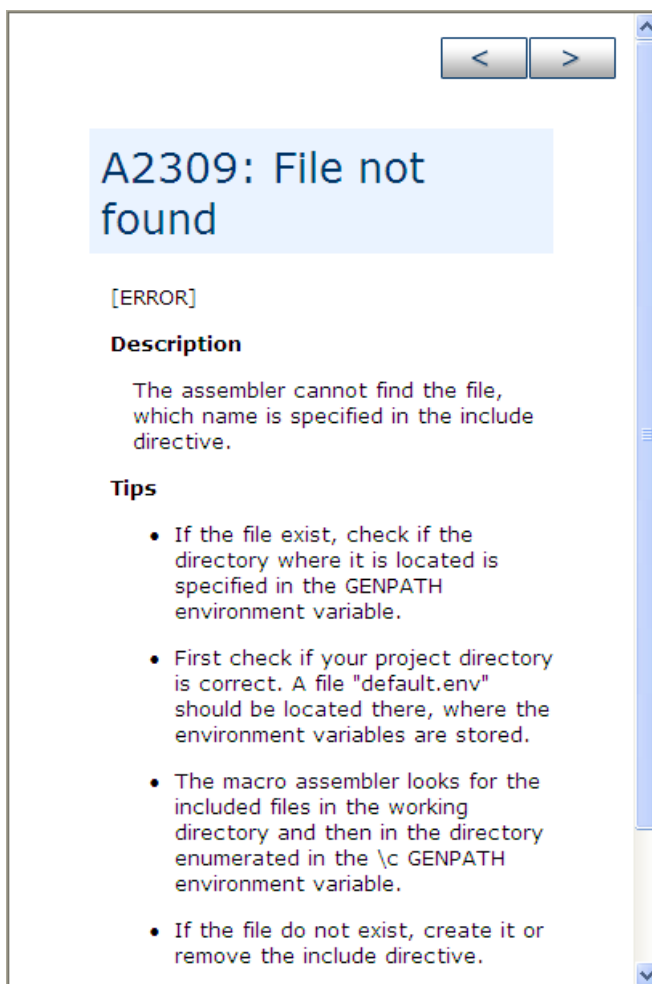 < >
A2309: File not
found
[ERROR]
Description
The assembler cannot find the file,
which name is specified in the include
directive.
Tips
• If the file exist, check if the
directory where it is located is
specified in the GENPATH
environment variable.
• First check if your project directory
is correct. A file "default.env"
should be located there, where the
environment variables are stored.
• The macro assembler looks for the
included files in the working
directory and then in the directory
enumerated in the \c GENPATH
environment variable.
• If the file do not exist, create it or
remove the include directive.